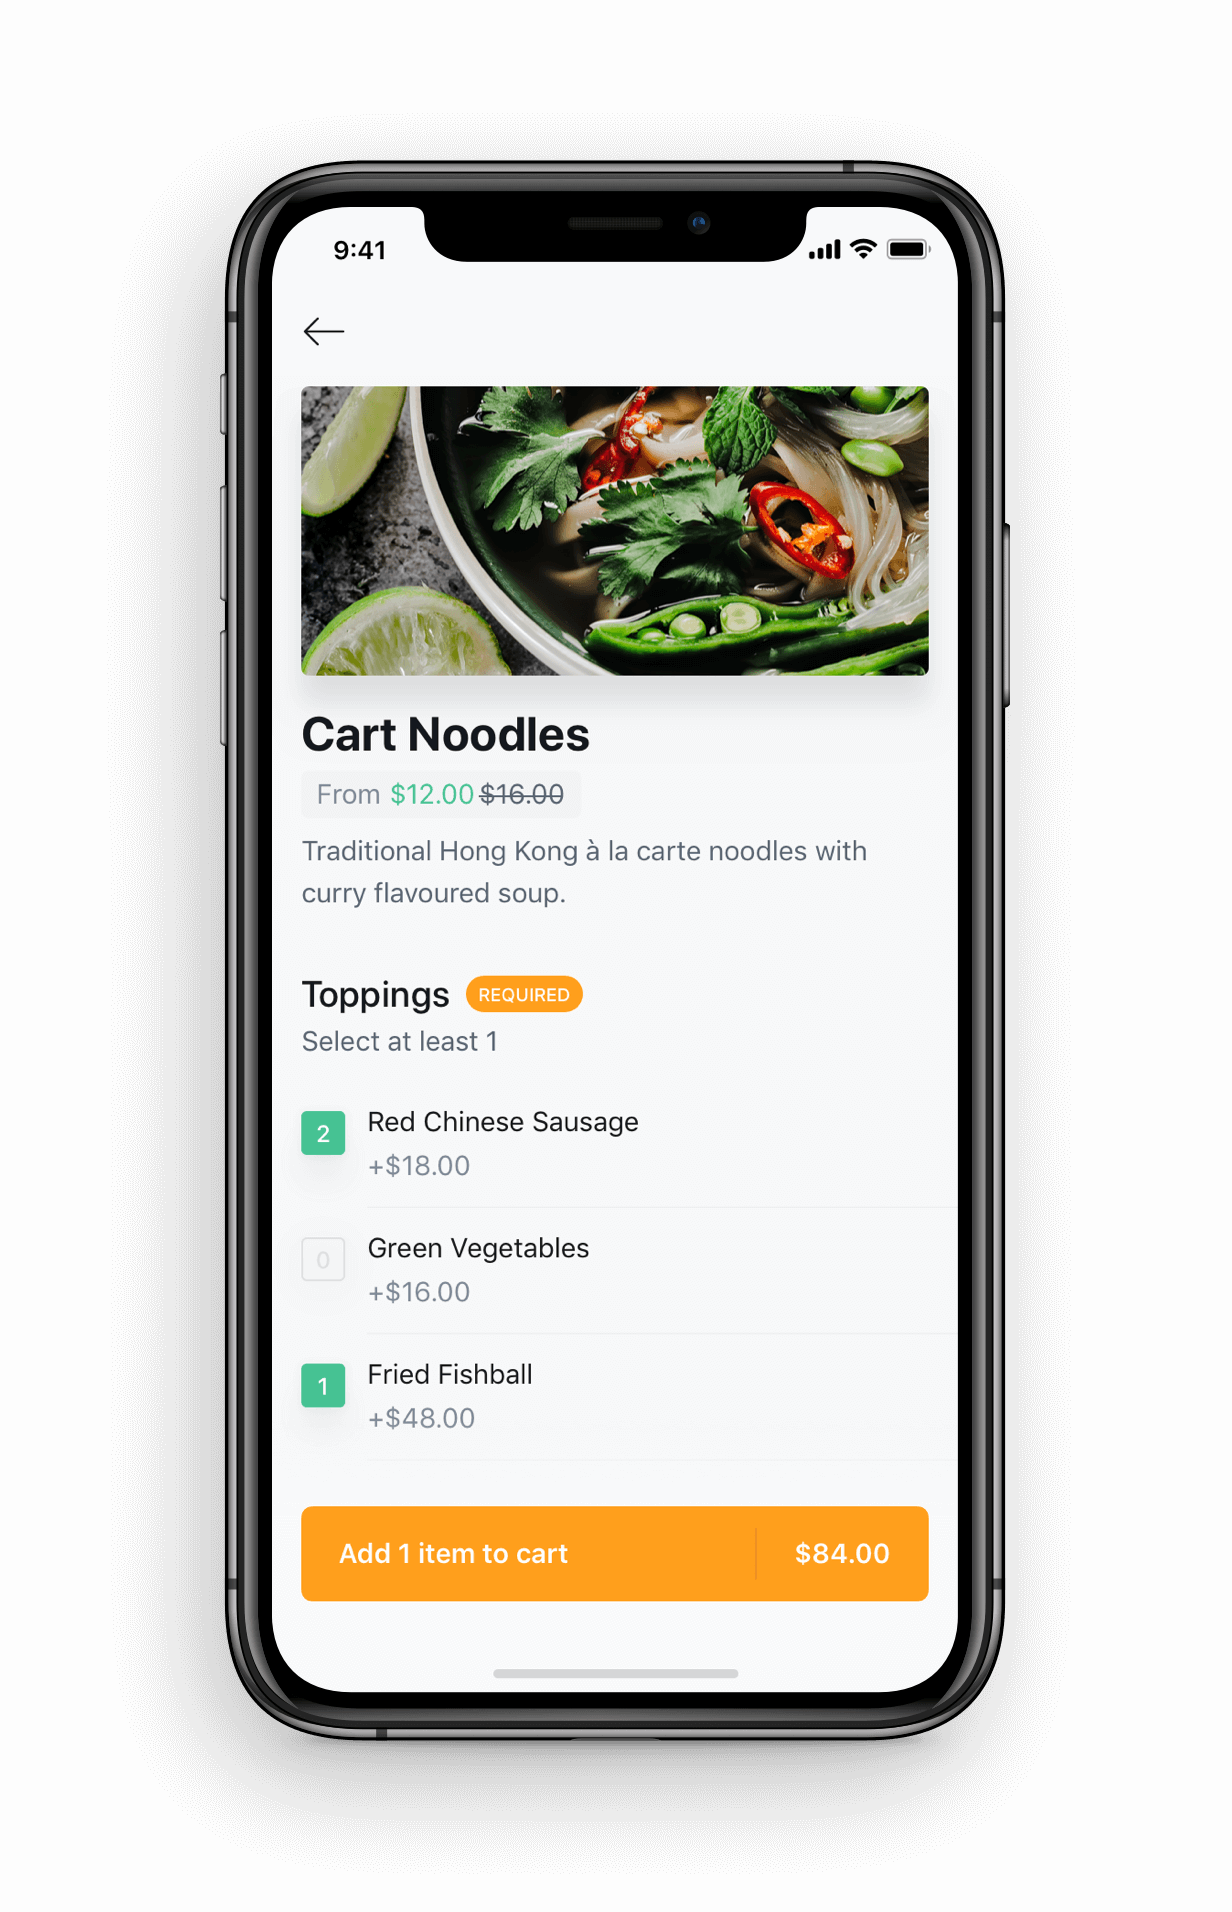 9:41
Cart Noodles
From $12.00 $16.00
Traditional Hong Kong à la carte noodles with
curry flavoured soup.
Toppings REQUIRED
Select at least 1
2 Red Chinese Sausage
+$18.00
0 Green Vegetables
+$16.00
1 Fried Fishball
+$48.00
Add 1 item to cart $84.00